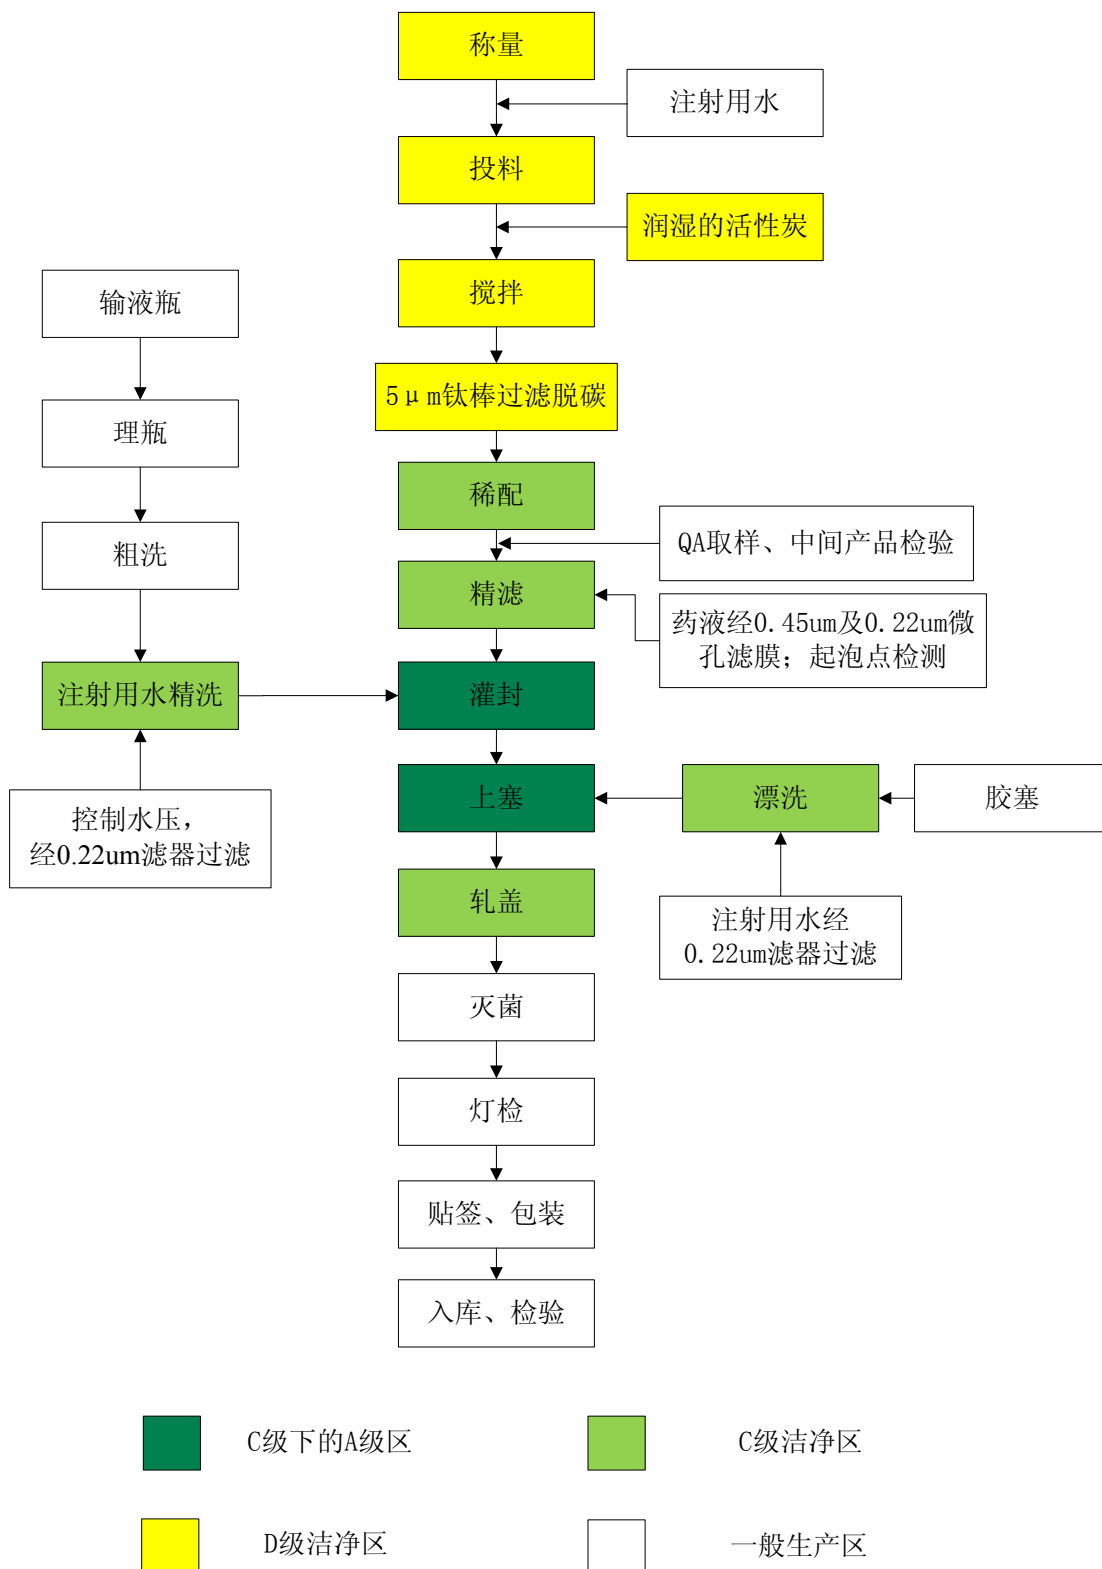 称量
注射用水
投料
润湿的活性炭
搅拌
输液瓶
5μm钛棒过滤脱碳
理瓶
稀配
QA取样、中间产品检验
粗洗
精滤
药液经0.45um及0.22um微
孔滤膜；起泡点检测
注射用水精洗
灌封
上塞
漂洗
胶塞
控制水压，
经0.22um滤器过滤
轧盖
注射用水经
0.22um滤器过滤
灭菌
灯检
贴签、包装
入库、检验
C级下的A级区
C级洁净区
D级洁净区
一般生产区